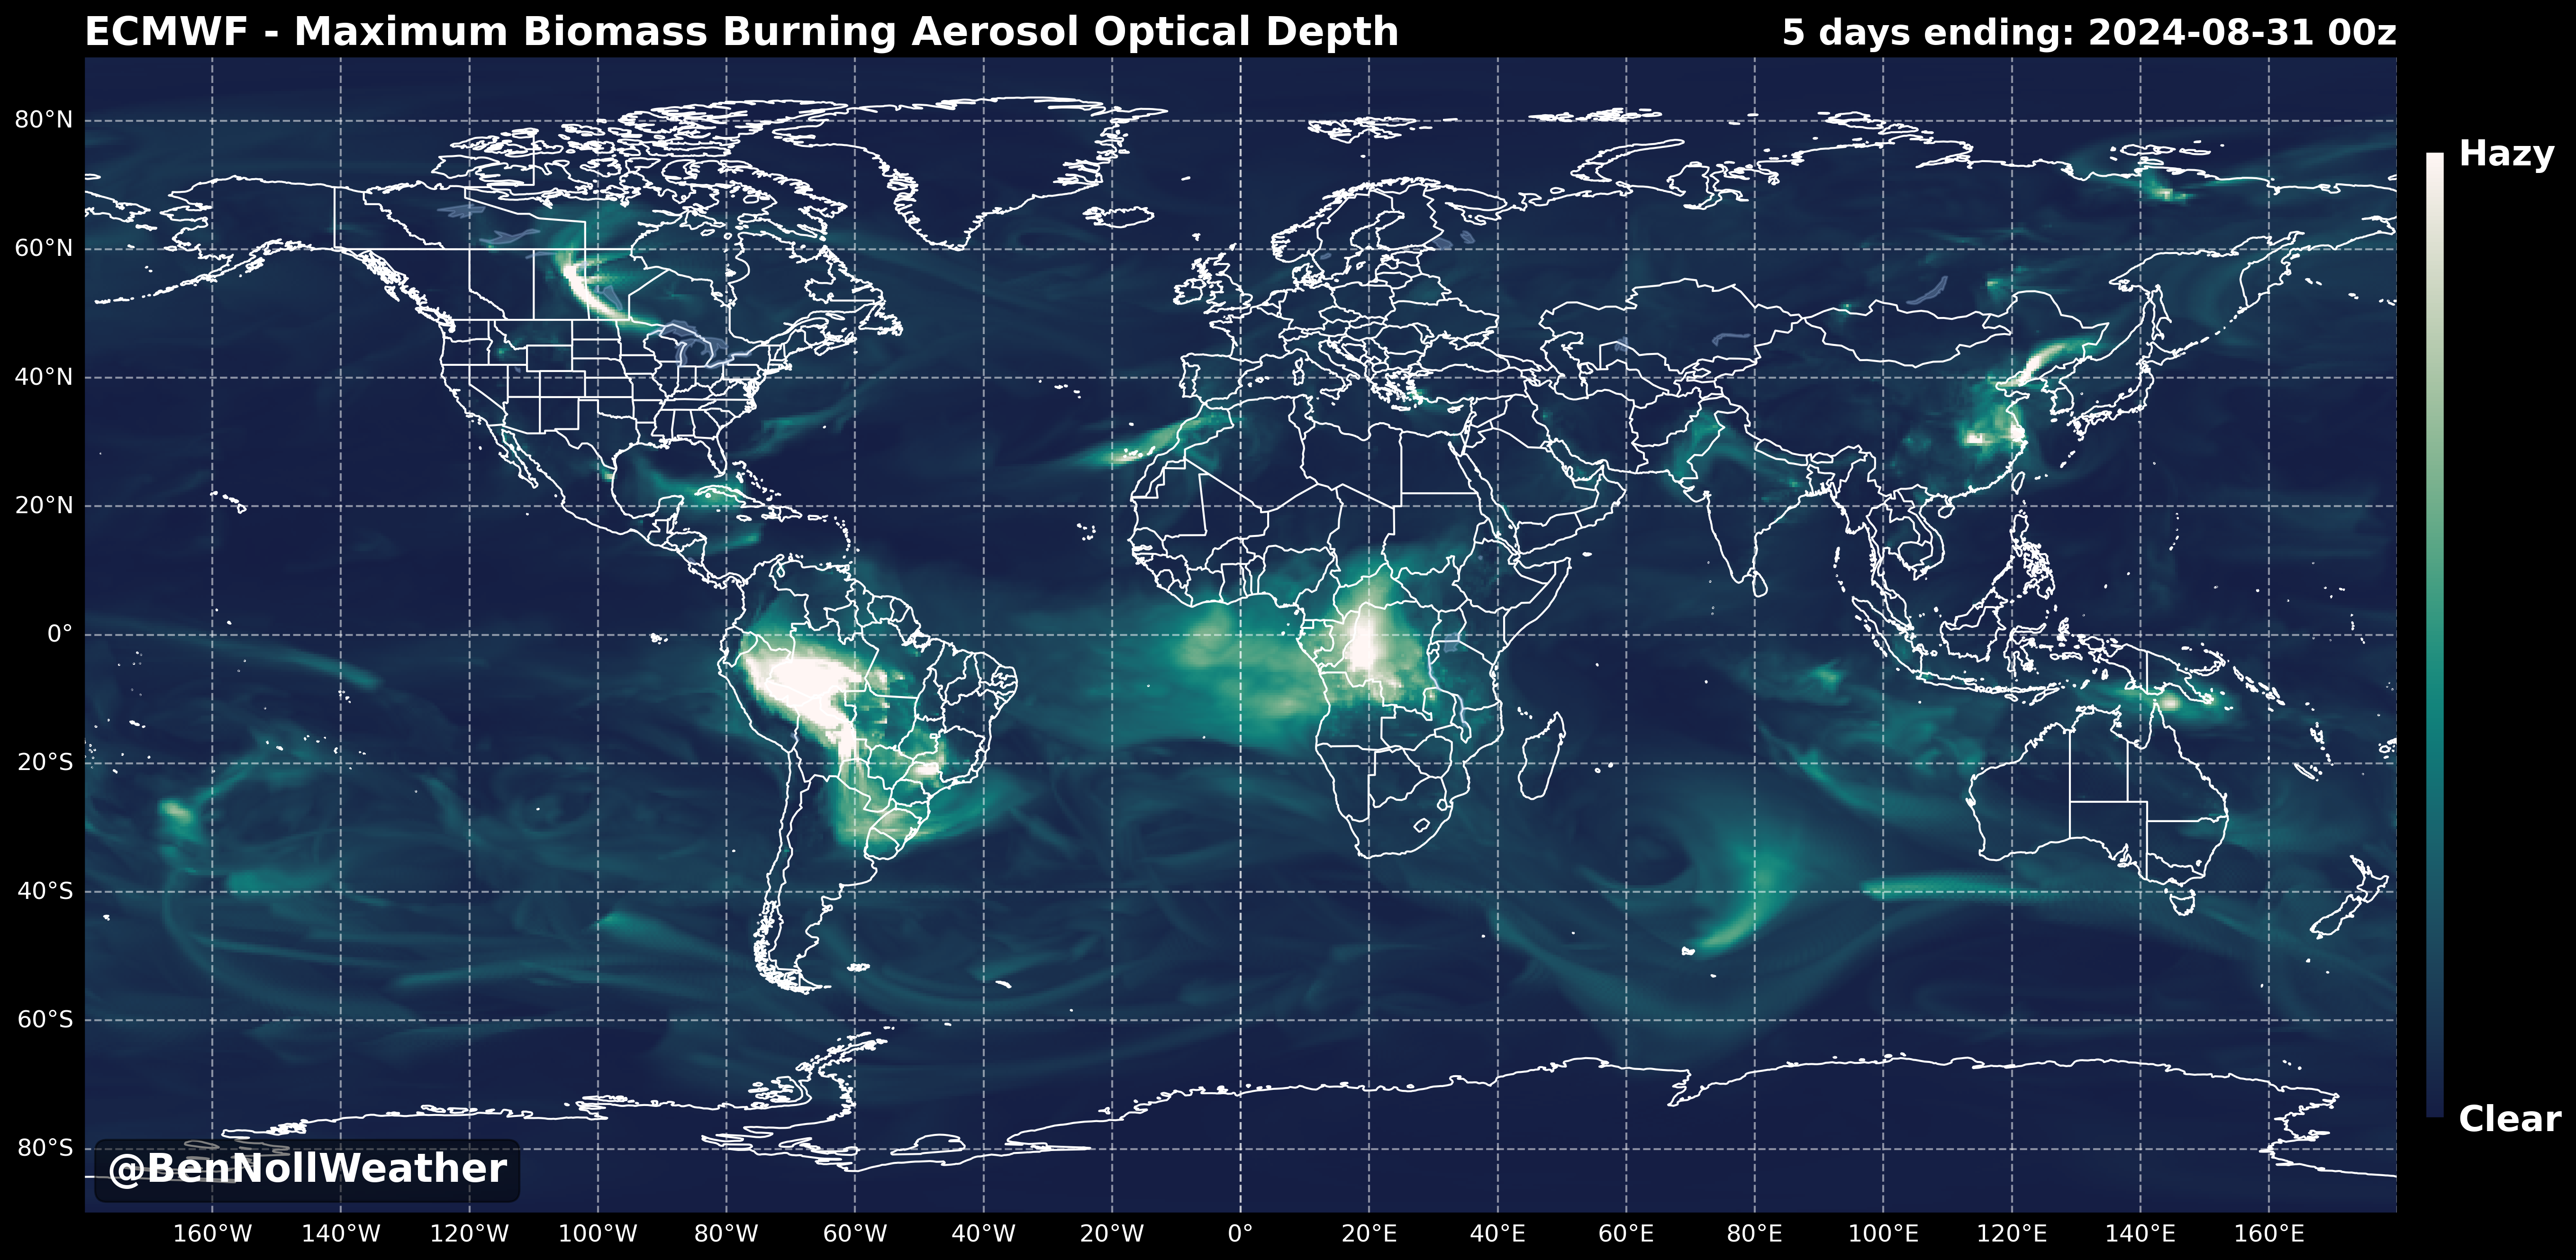 ECMWF - Maximum Biomass Burning Aerosol Optical Depth
5 days ending: 2024-08-31 00z
Hazy
80°N
60°N
40°N
20°N
0°
20°S
40°S
60°S
80°S
Clear
@BenNollWeather
160°W 140°W 120°W 100°W 80°W 60°W 40°W 20°W 0° 20°E 40°E 60°E 80°E 100°E 120°E 140°E 160°E